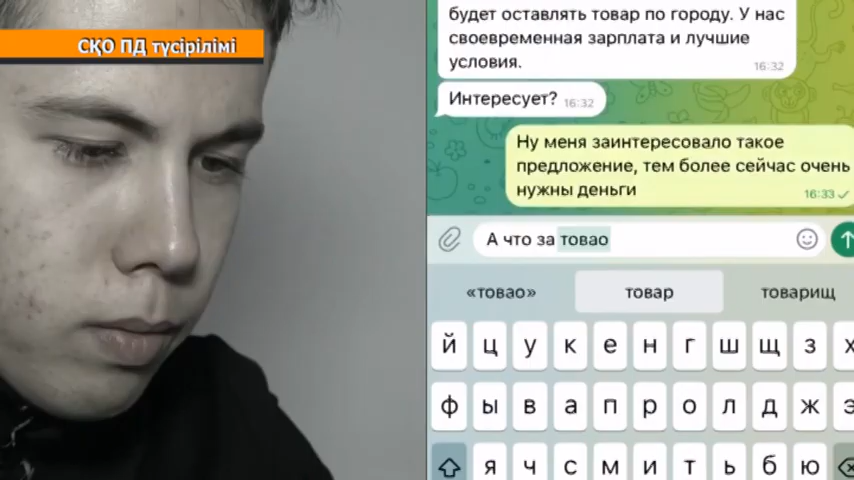 СҚО ПД түсірілімі
будет оставлять товар по городу. У нас
своевременная зарплата и лучшие
условия.
16:32
Интересует?
16:32
Ну меня заинтересовало такое
предложение, тем более сейчас очень
нужны деньги
16:33
А что за товао
«товао» товар товарищ
й ц у к е н г ш щ з х
ф ы в а п р о л д ж э
я ч с м и т ь б ю